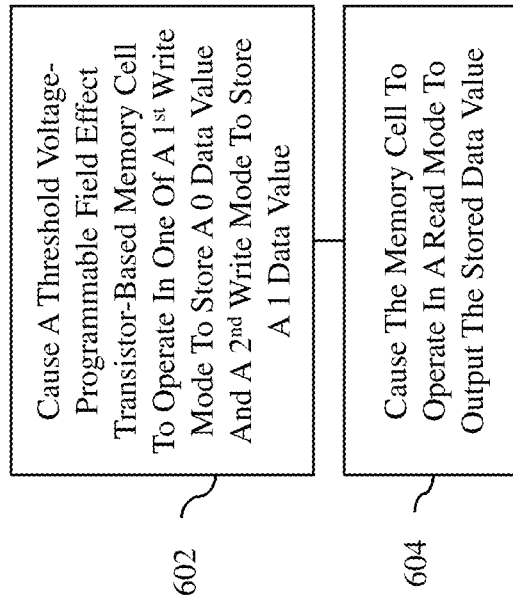 Cause A Threshold Voltage-
Programmable Field Effect
Transistor-Based Memory Cell
To Operate In One Of A 1st Write
Mode To Store A 0 Data Value
And A 2nd Write Mode To Store
A 1 Data Value
602
Cause The Memory Cell To
Operate In A Read Mode To
Output The Stored Data Value
604